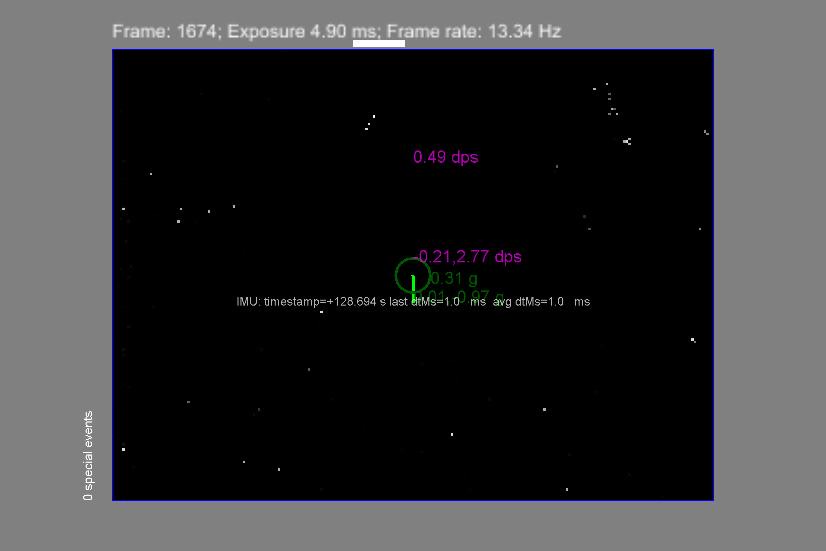 Frame: 1674; Exposure 4.90 ms; Frame rate: 13.34 Hz
0.49 dps
-0.21,2.77 dps
0.31 g
0.97 g
IMU: timestamp=+128.694 s last dtMs=1.0 ms avg dtMs=1.0 ms
0 special events